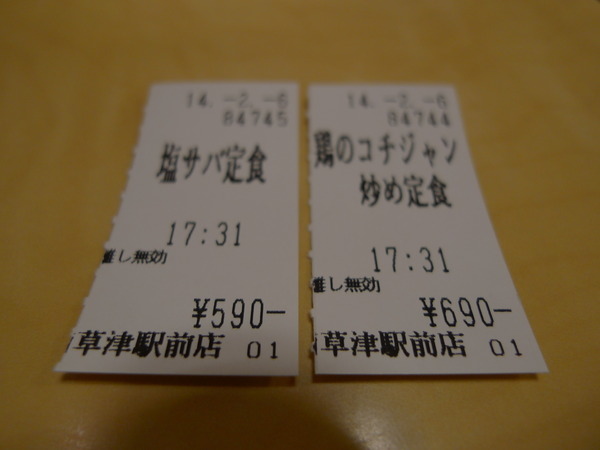 14.-2.-6
84745
塩サバ定食
17:31
離し無効
¥590-
草津駅前店 01
14.-2.-6
84744
鶏のコチジャン
炒め定食
17:31
離し無効
¥690-
草津駅前店 01